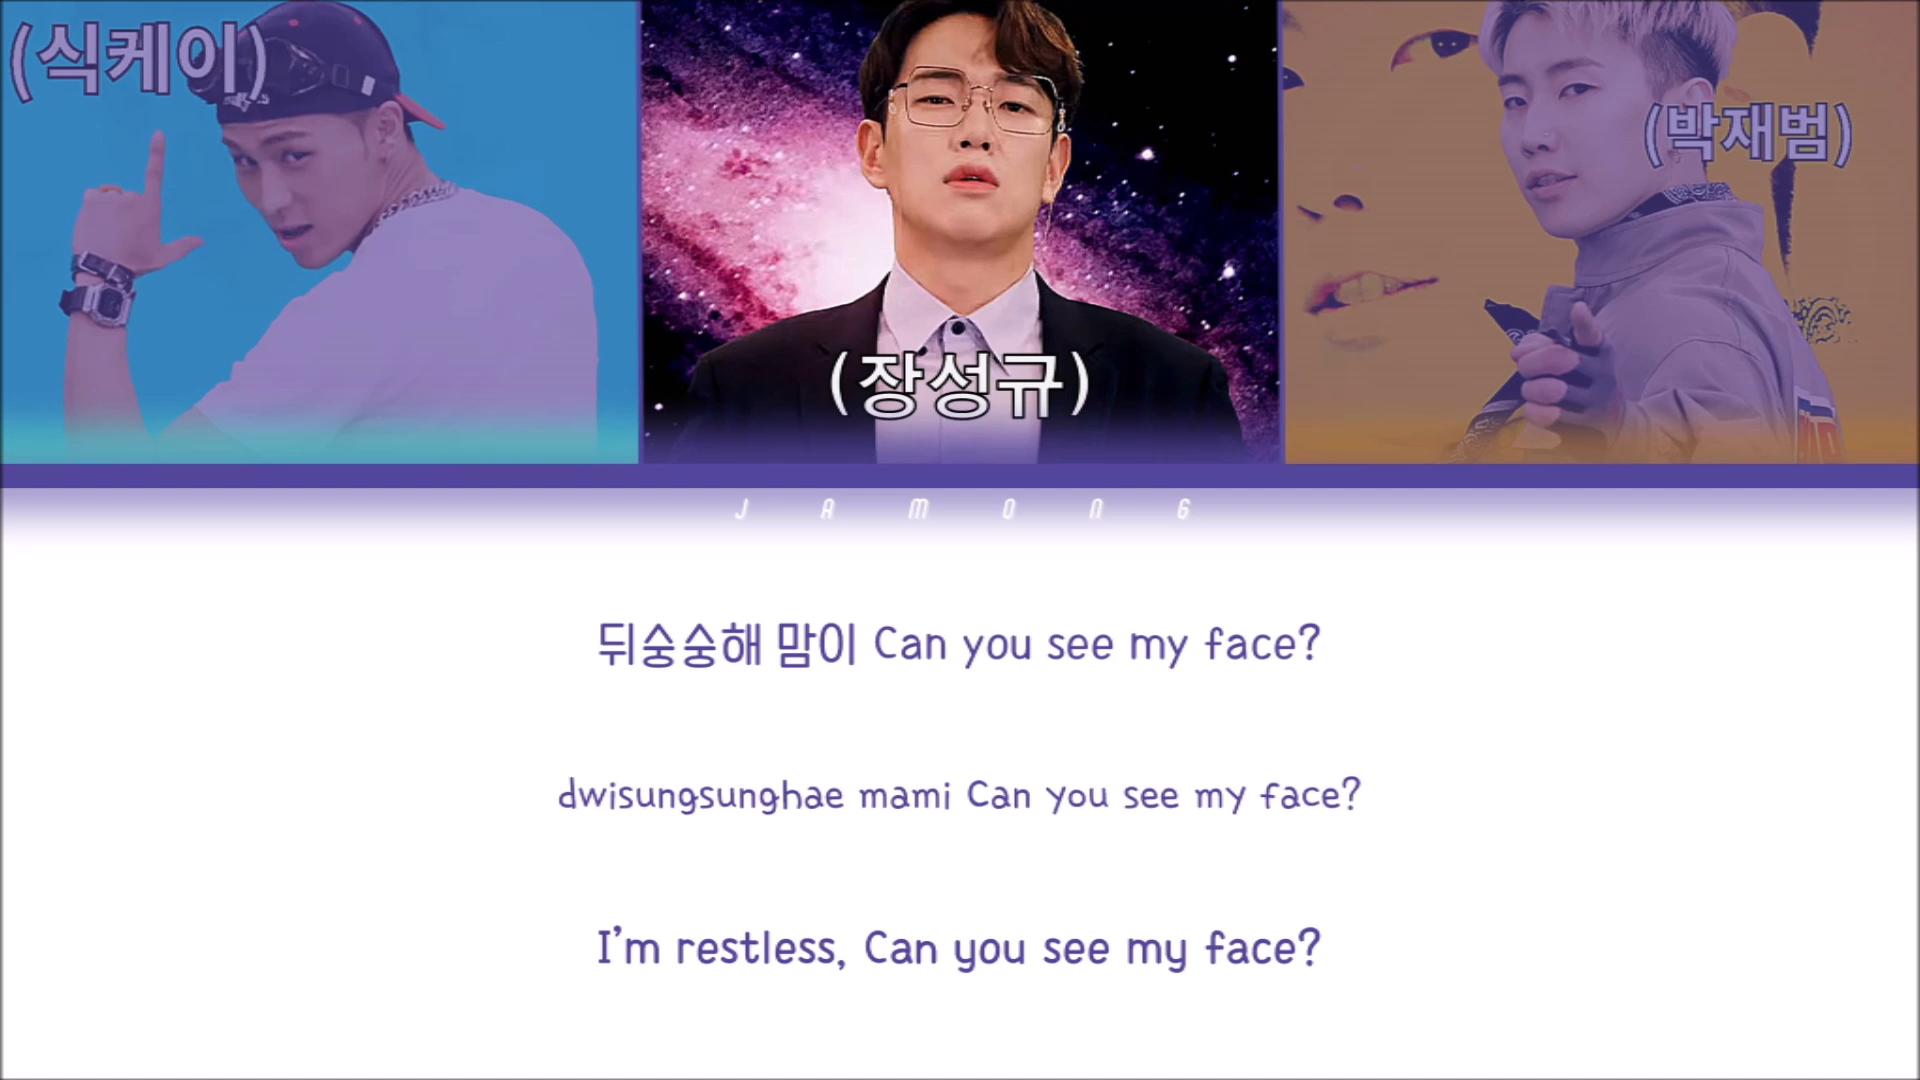 (식케이)
(박재범)
(장성규)
JAMONG
뒤숭숭해 맘이 Can you see my face?
dwisungsunghae mami Can you see my face?
I'm restless, Can you see my face?